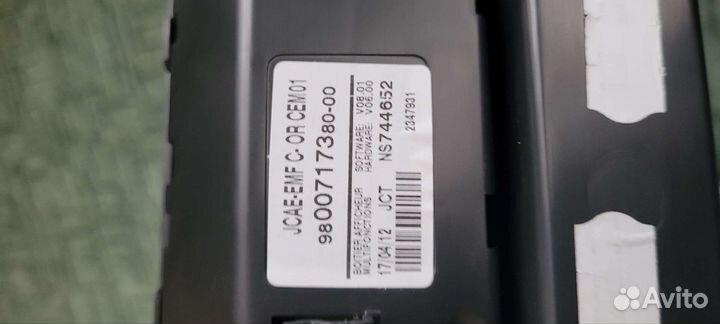 JCAE-EMF C- OR CEM01
9800717380-00
BOITIER AFFICHEUR SOFTWARE: V08.01
MULTIFONCTIONS HARDWARE: V06.00
17/04/12 JCT NS744652
2347931
Avito